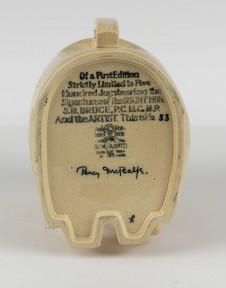 Of a First Edition
Strictly Limited to Five
Hundred Jugs bearing the
Signatures of the RIGHT HON.
S.M. BRUCE, P.C. M.C. M.P.
And the ARTIST. This is No 53
Percy Metcalfe.